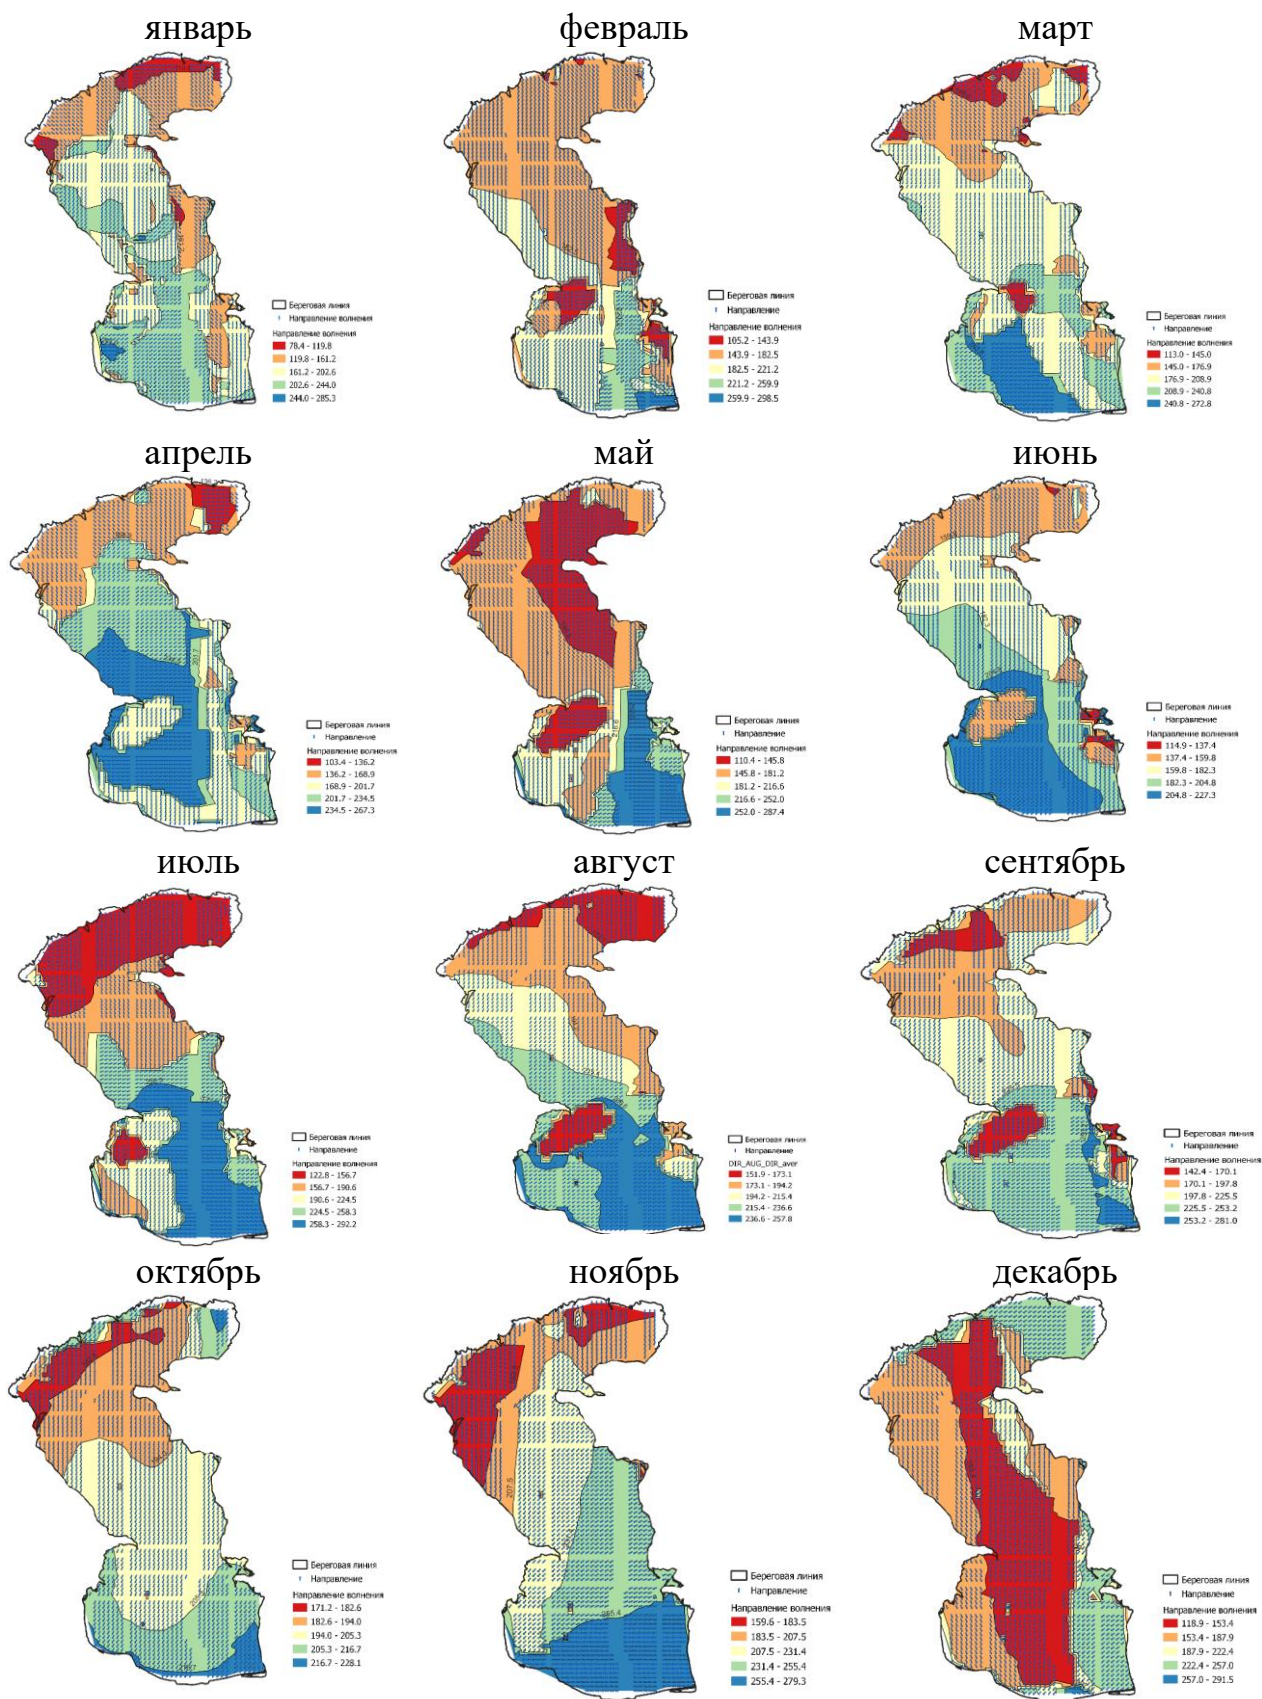 январь
февраль
март
Береговая линия
Направление волнения
Направление волнения
78.4 - 119.8
119.8 - 161.2
161.2 - 202.6
202.6 - 244.0
244.0 - 285.3
Береговая линия
Направление
Направление волнения
105.2 - 143.9
143.9 - 182.5
182.5 - 221.2
221.2 - 259.9
259.9 - 298.5
Береговая линия
Направление
Направление волнения
113.0 - 145.0
145.0 - 176.9
176.9 - 208.9
208.9 - 240.8
240.8 - 272.8
апрель
май
июнь
Береговая линия
Направление
Направление волнения
103.4 - 136.2
136.2 - 168.9
168.9 - 201.7
201.7 - 234.5
234.5 - 267.3
Береговая линия
Направление
Направление волнения
110.4 - 145.8
145.8 - 181.2
181.2 - 216.6
216.6 - 252.0
252.0 - 287.4
Береговая линия
Направление
Направление волнения
114.9 - 137.4
137.4 - 159.8
159.8 - 182.3
182.3 - 204.8
204.8 - 227.3
июль
август
сентябрь
Береговая линия
Направление
Направление волнения
122.8 - 156.7
156.7 - 190.6
190.6 - 224.5
224.5 - 258.3
258.3 - 292.2
Береговая линия
Направление
DIR_AUG_DIR_aver
151.9 - 173.1
173.1 - 194.2
194.2 - 215.4
215.4 - 236.6
236.6 - 257.8
Береговая линия
Направление
Направление волнения
142.4 - 170.1
170.1 - 197.8
197.8 - 225.5
225.5 - 253.2
253.2 - 281.0
октябрь
ноябрь
декабрь
207.5
255.4
Береговая линия
Направление
Направление волнения
171.2 - 182.6
182.6 - 194.0
194.0 - 205.3
205.3 - 216.7
216.7 - 228.1
Береговая линия
Направление
Направление волнения
159.6 - 183.5
183.5 - 207.5
207.5 - 231.4
231.4 - 255.4
255.4 - 279.3
Береговая линия
Направление
Направление волнения
118.9 - 153.4
153.4 - 187.9
187.9 - 222.4
222.4 - 257.0
257.0 - 291.5